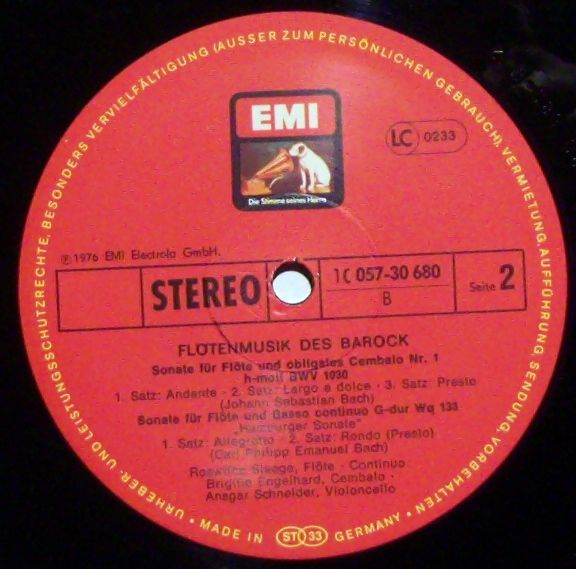 URHEBER- UND LEISTUNGSSCHUTZRECHTE, BESONDERS VERVIELFÄLTIGUNG (AUSSER ZUM PERSÖNLICHEN GEBRAUCH), VERMIETUNG, AUFFÜHRUNG, SENDUNG, VORBEHALTEN •
EMI
Die Stimme seines Herrn
LC 0233
℗ 1976 EMI Electrola GmbH.
STEREO
1C 057-30 680
B
Seite 2
FLÖTENMUSIK DES BAROCK
Sonate für Flöte und obligates Cembalo Nr. 1
h-moll BWV 1030
1. Satz: Andante · 2. Satz: Largo e dolce · 3. Satz: Presto
(Johann Sebastian Bach)
Sonate für Flöte und Basso continuo G-dur Wq 133
„Hamburger Sonate"
1. Satz: Allegretto · 2. Satz: Rondo (Presto)
(Carl Philipp Emanuel Bach)
Roswitha Staege, Flöte · Continuo:
Brigitte Engelhard, Cembalo ·
Ansgar Schneider, Violoncello
• MADE IN ST 33 GERMANY •